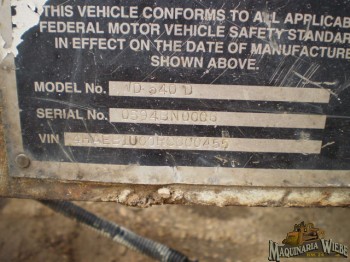 THIS VEHICLE CONFORMS TO ALL APPLICAB
FEDERAL MOTOR VEHICLE SAFETY STANDAR
IN EFFECT ON THE DATE OF MANUFACTURE
SHOWN ABOVE.
MODEL No.
SERIAL No.
VIN
MAQUINARIA WIEBE